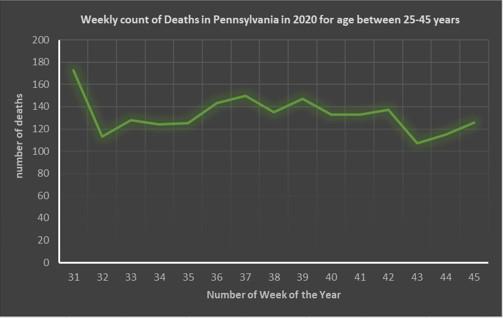 Weekly count of Deaths in Pennsylvania in 2020 for age between 25-45 years
200
180
160
140
120
100
80
60
40
20
0
number of deaths
31 32 33 34 35 36 37 38 39 40 41 42 43 44 45
Number of Week of the Year